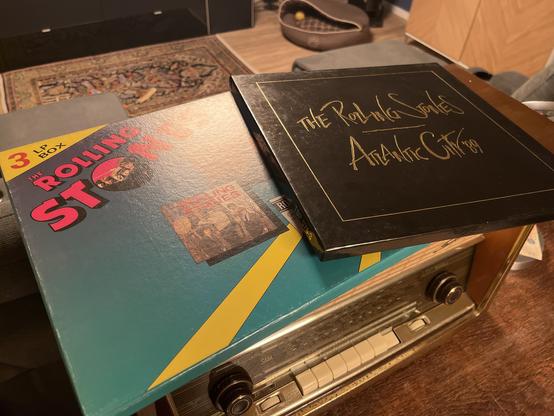 3 LP
BOX
THE
ROLLING
STONES
THE ROLLING STONES
ATLANTIC CITY '89